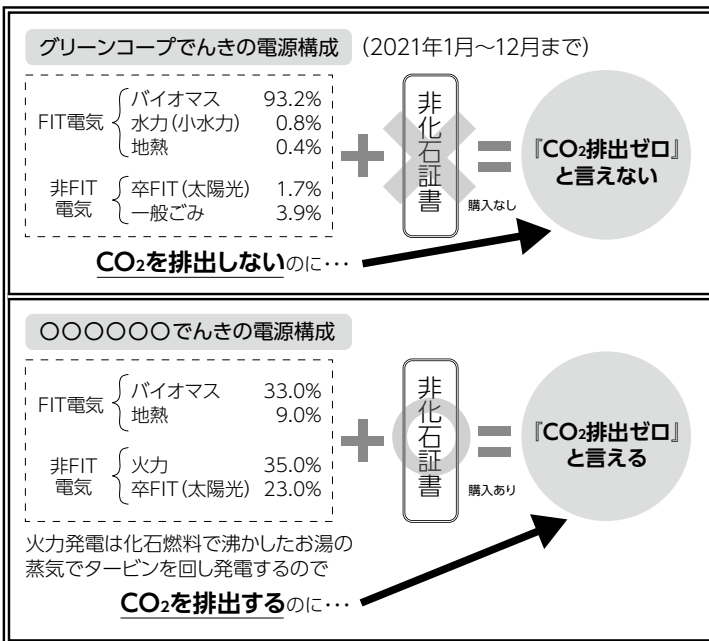 グリーンコープでんきの電源構成 (2021年1月～12月まで)
FIT電気
バイオマス 93.2%
水力(小水力) 0.8%
地熱 0.4%
非FIT電気
卒FIT(太陽光) 1.7%
一般ごみ 3.9%
+
非化石証書
購入なし
=
『CO₂排出ゼロ』
と言えない
CO₂を排出しないのに･･･
〇〇〇〇〇〇でんきの電源構成
FIT電気
バイオマス 33.0%
地熱 9.0%
非FIT電気
火力 35.0%
卒FIT(太陽光) 23.0%
+
非化石証書
購入あり
=
『CO₂排出ゼロ』
と言える
火力発電は化石燃料で沸かしたお湯の
蒸気でタービンを回し発電するので
CO₂を排出するのに･･･